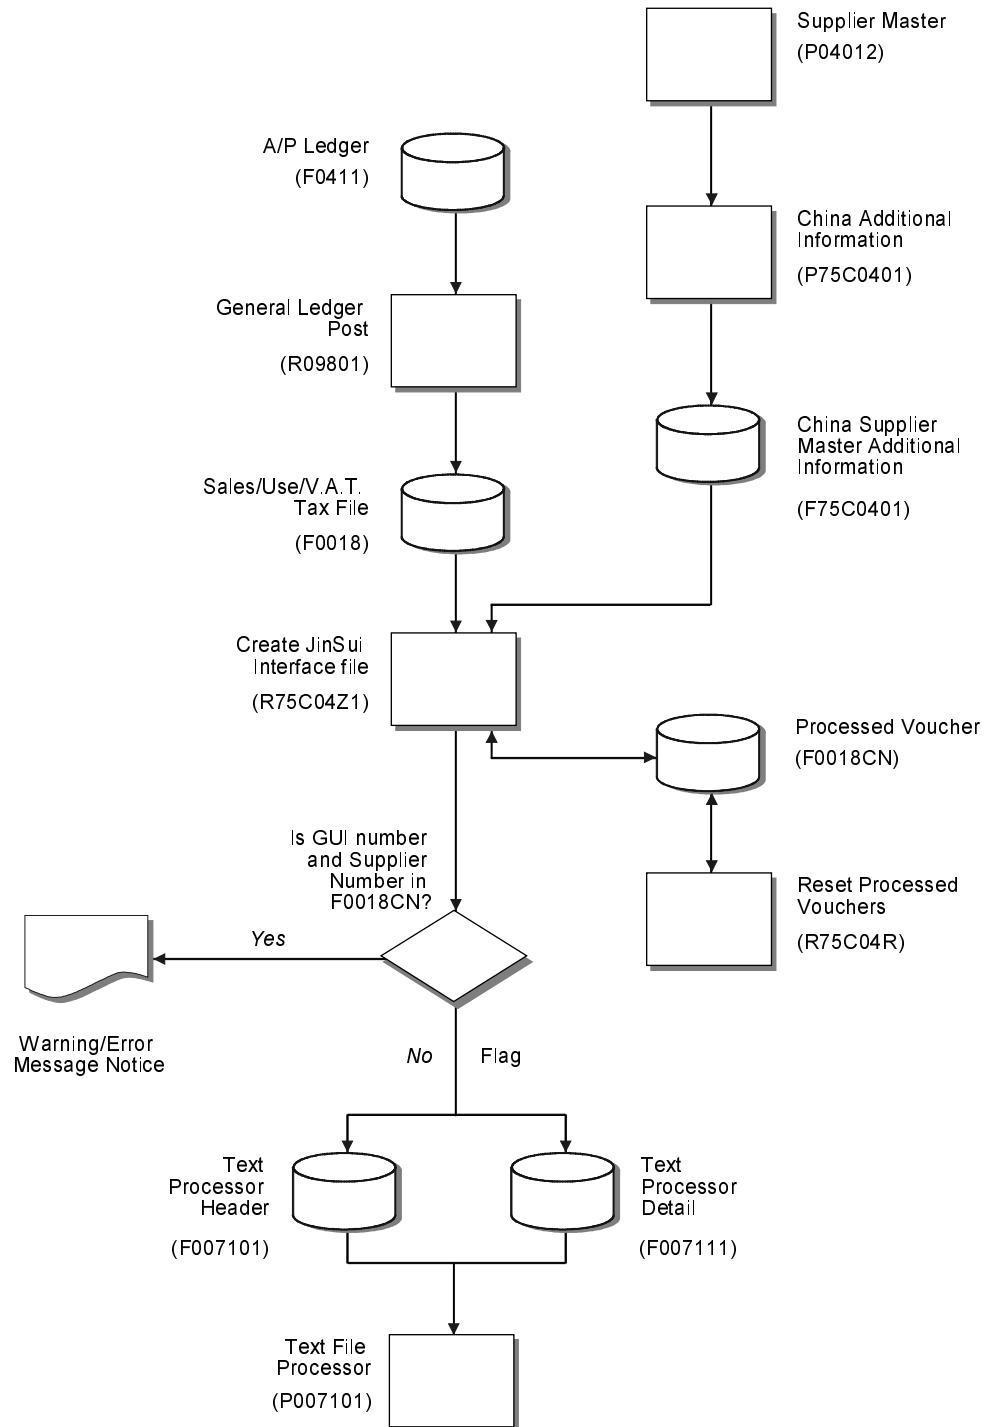 Supplier Master
(P04012)
A/P Ledger
(F0411)
China Additional
Information
(P75C0401)
General Ledger
Post
(R09801)
China Supplier
Master Additional
Information
(F75C0401)
Sales/Use/V.A.T.
Tax File
(F0018)
Create JinSui
Interface file
(R75C04Z1)
Processed Voucher
(F0018CN)
Is GUI number
and Supplier
Number in
F0018CN?
Reset Processed
Vouchers
(R75C04R)
Yes
Warning/Error
Message Notice
No
Flag
Text
Processor
Header
(F007101)
Text
Processor
Detail
(F007111)
Text File
Processor
(P007101)